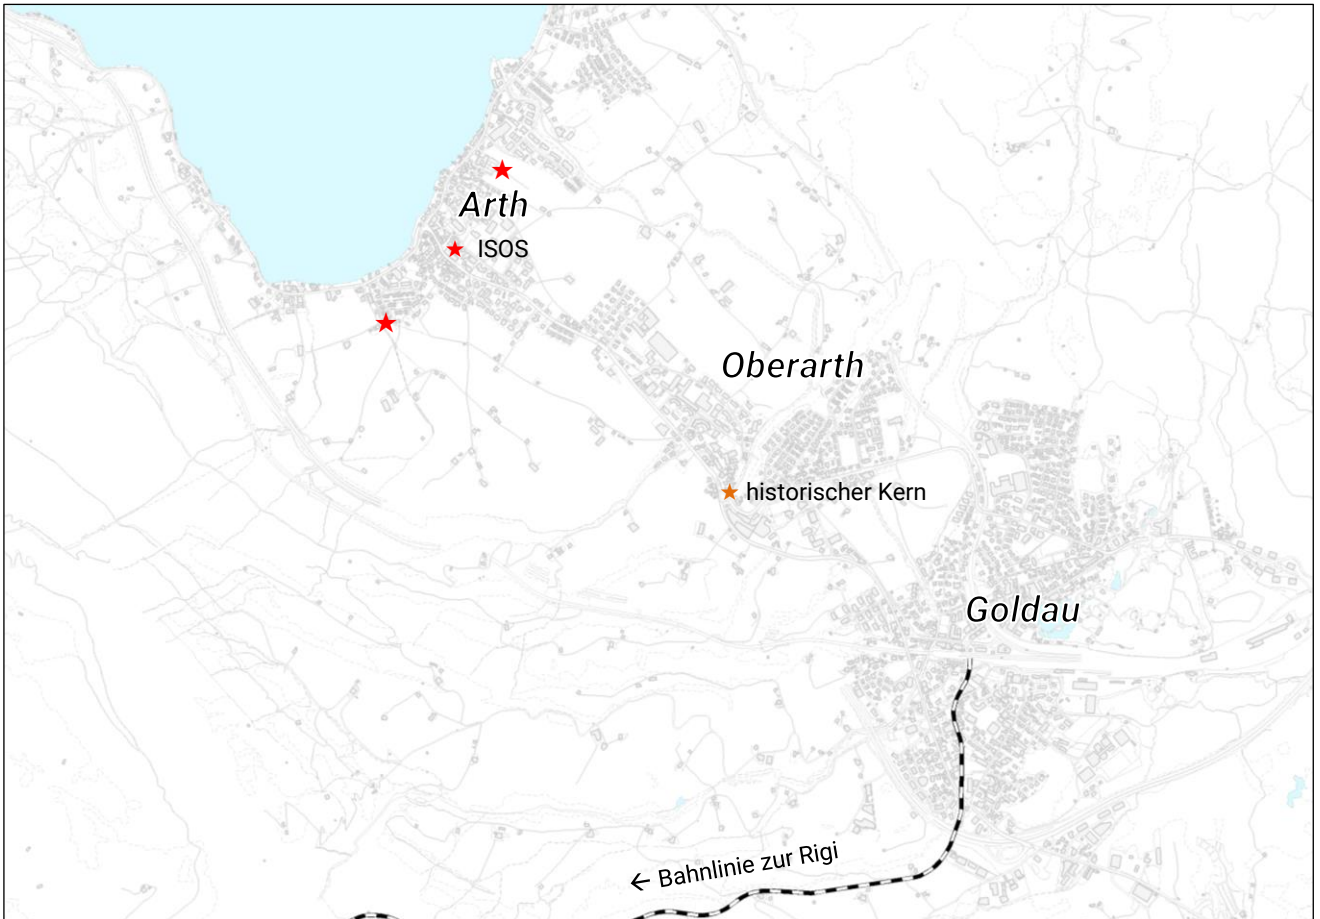 Arth
ISOS
Oberarth
historischer Kern
Goldau
← Bahnlinie zur Rigi